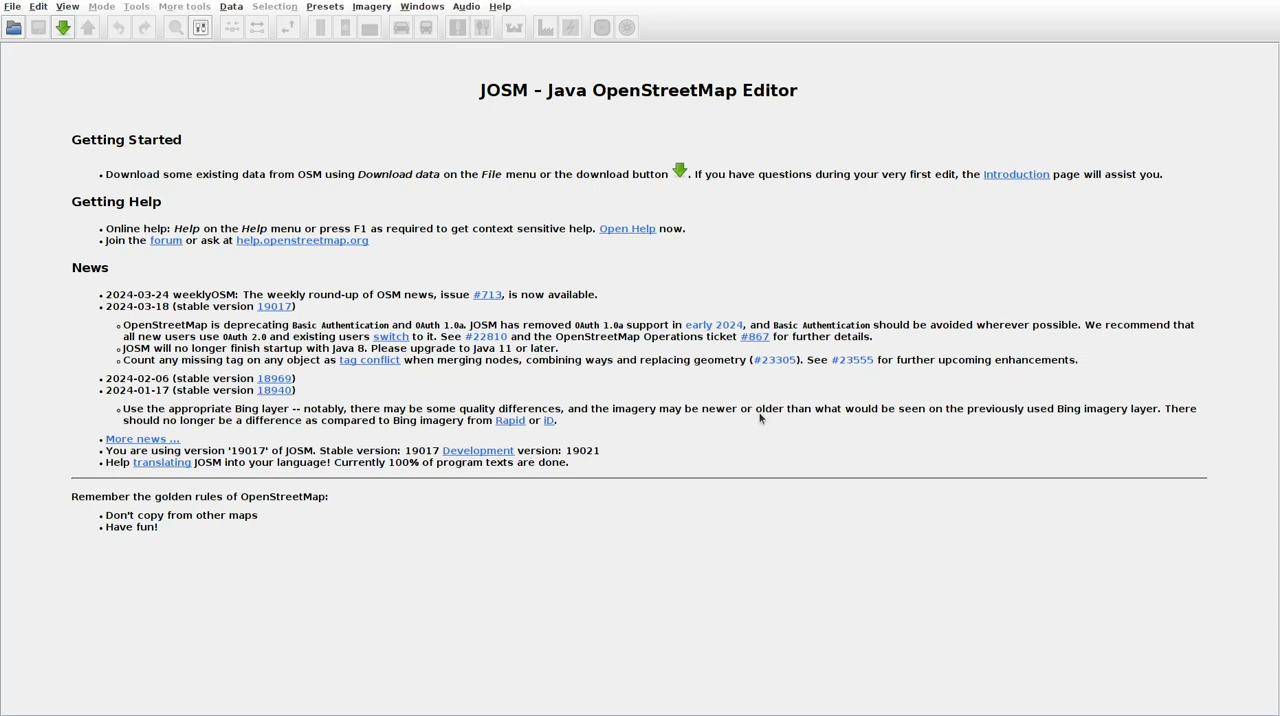 File Edit View Mode Tools More tools Data Selection Presets Imagery Windows Audio Help
JOSM – Java OpenStreetMap Editor
Getting Started
• Download some existing data from OSM using Download data on the File menu or the download button . If you have questions during your very first edit, the Introduction page will assist you.
Getting Help
• Online help: Help on the Help menu or press F1 as required to get context sensitive help. Open Help now.
• Join the forum or ask at help.openstreetmap.org
News
• 2024-03-24 weeklyOSM: The weekly round-up of OSM news, issue #713, is now available.
• 2024-03-18 (stable version 19017)
◦ OpenStreetMap is deprecating Basic Authentication and OAuth 1.0a. JOSM has removed OAuth 1.0a support in early 2024, and Basic Authentication should be avoided wherever possible. We recommend that
all new users use OAuth 2.0 and existing users switch to it. See #22810 and the OpenStreetMap Operations ticket #867 for further details.
◦ JOSM will no longer finish startup with Java 8. Please upgrade to Java 11 or later.
◦ Count any missing tag on any object as tag conflict when merging nodes, combining ways and replacing geometry (#23305). See #23555 for further upcoming enhancements.
• 2024-02-06 (stable version 18969)
• 2024-01-17 (stable version 18940)
◦ Use the appropriate Bing layer -- notably, there may be some quality differences, and the imagery may be newer or older than what would be seen on the previously used Bing imagery layer. There
should no longer be a difference as compared to Bing imagery from Rapid or iD.
• More news ...
• You are using version '19017' of JOSM. Stable version: 19017 Development version: 19021
• Help translating JOSM into your language! Currently 100% of program texts are done.
Remember the golden rules of OpenStreetMap:
• Don't copy from other maps
• Have fun!